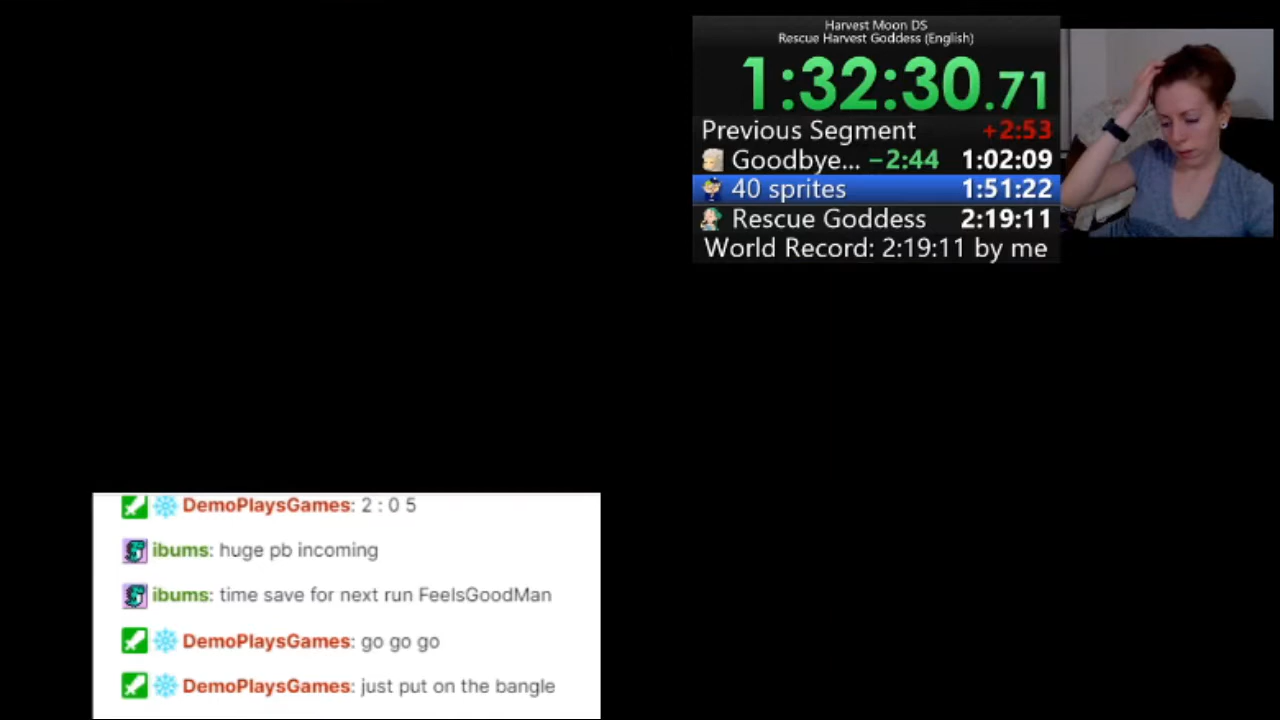 Harvest Moon DS
Rescue Harvest Goddess (English)
1:32:30.71
Previous Segment +2:53
Goodbye... −2:44 1:02:09
40 sprites 1:51:22
Rescue Goddess 2:19:11
World Record: 2:19:11 by me
DemoPlaysGames: 2 : 0 5
ibums: huge pb incoming
ibums: time save for next run FeelsGoodMan
DemoPlaysGames: go go go
DemoPlaysGames: just put on the bangle